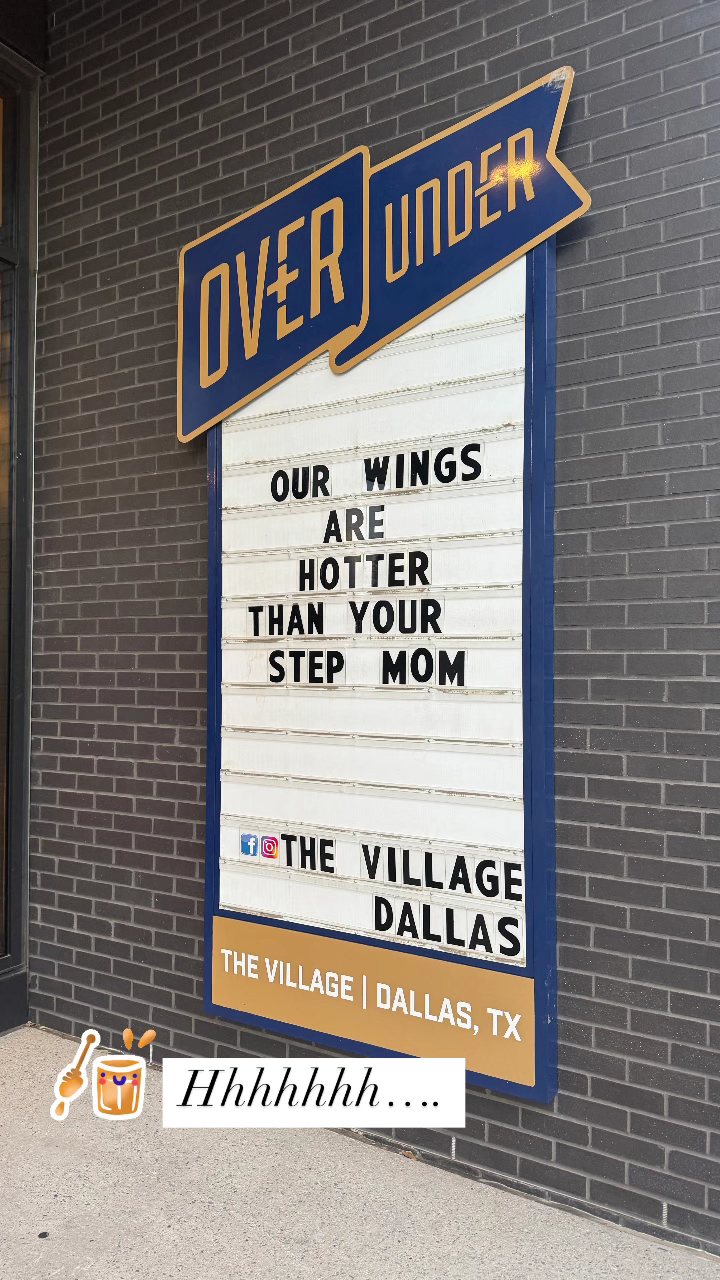 OVER UNDER
OUR WINGS
ARE
HOTTER
THAN YOUR
STEP MOM
THE VILLAGE
DALLAS
THE VILLAGE | DALLAS, TX
Hhhhhhh....